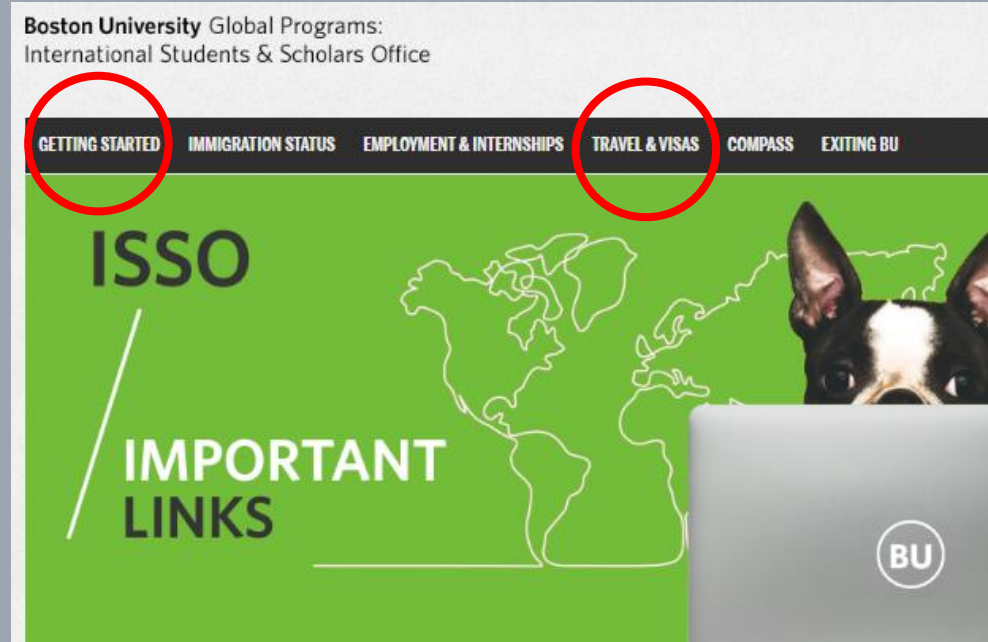 Boston University Global Programs:
International Students & Scholars Office
GETTING STARTED IMMIGRATION STATUS EMPLOYMENT & INTERNSHIPS TRAVEL & VISAS COMPASS EXITING BU
ISSO
IMPORTANT
LINKS
BU